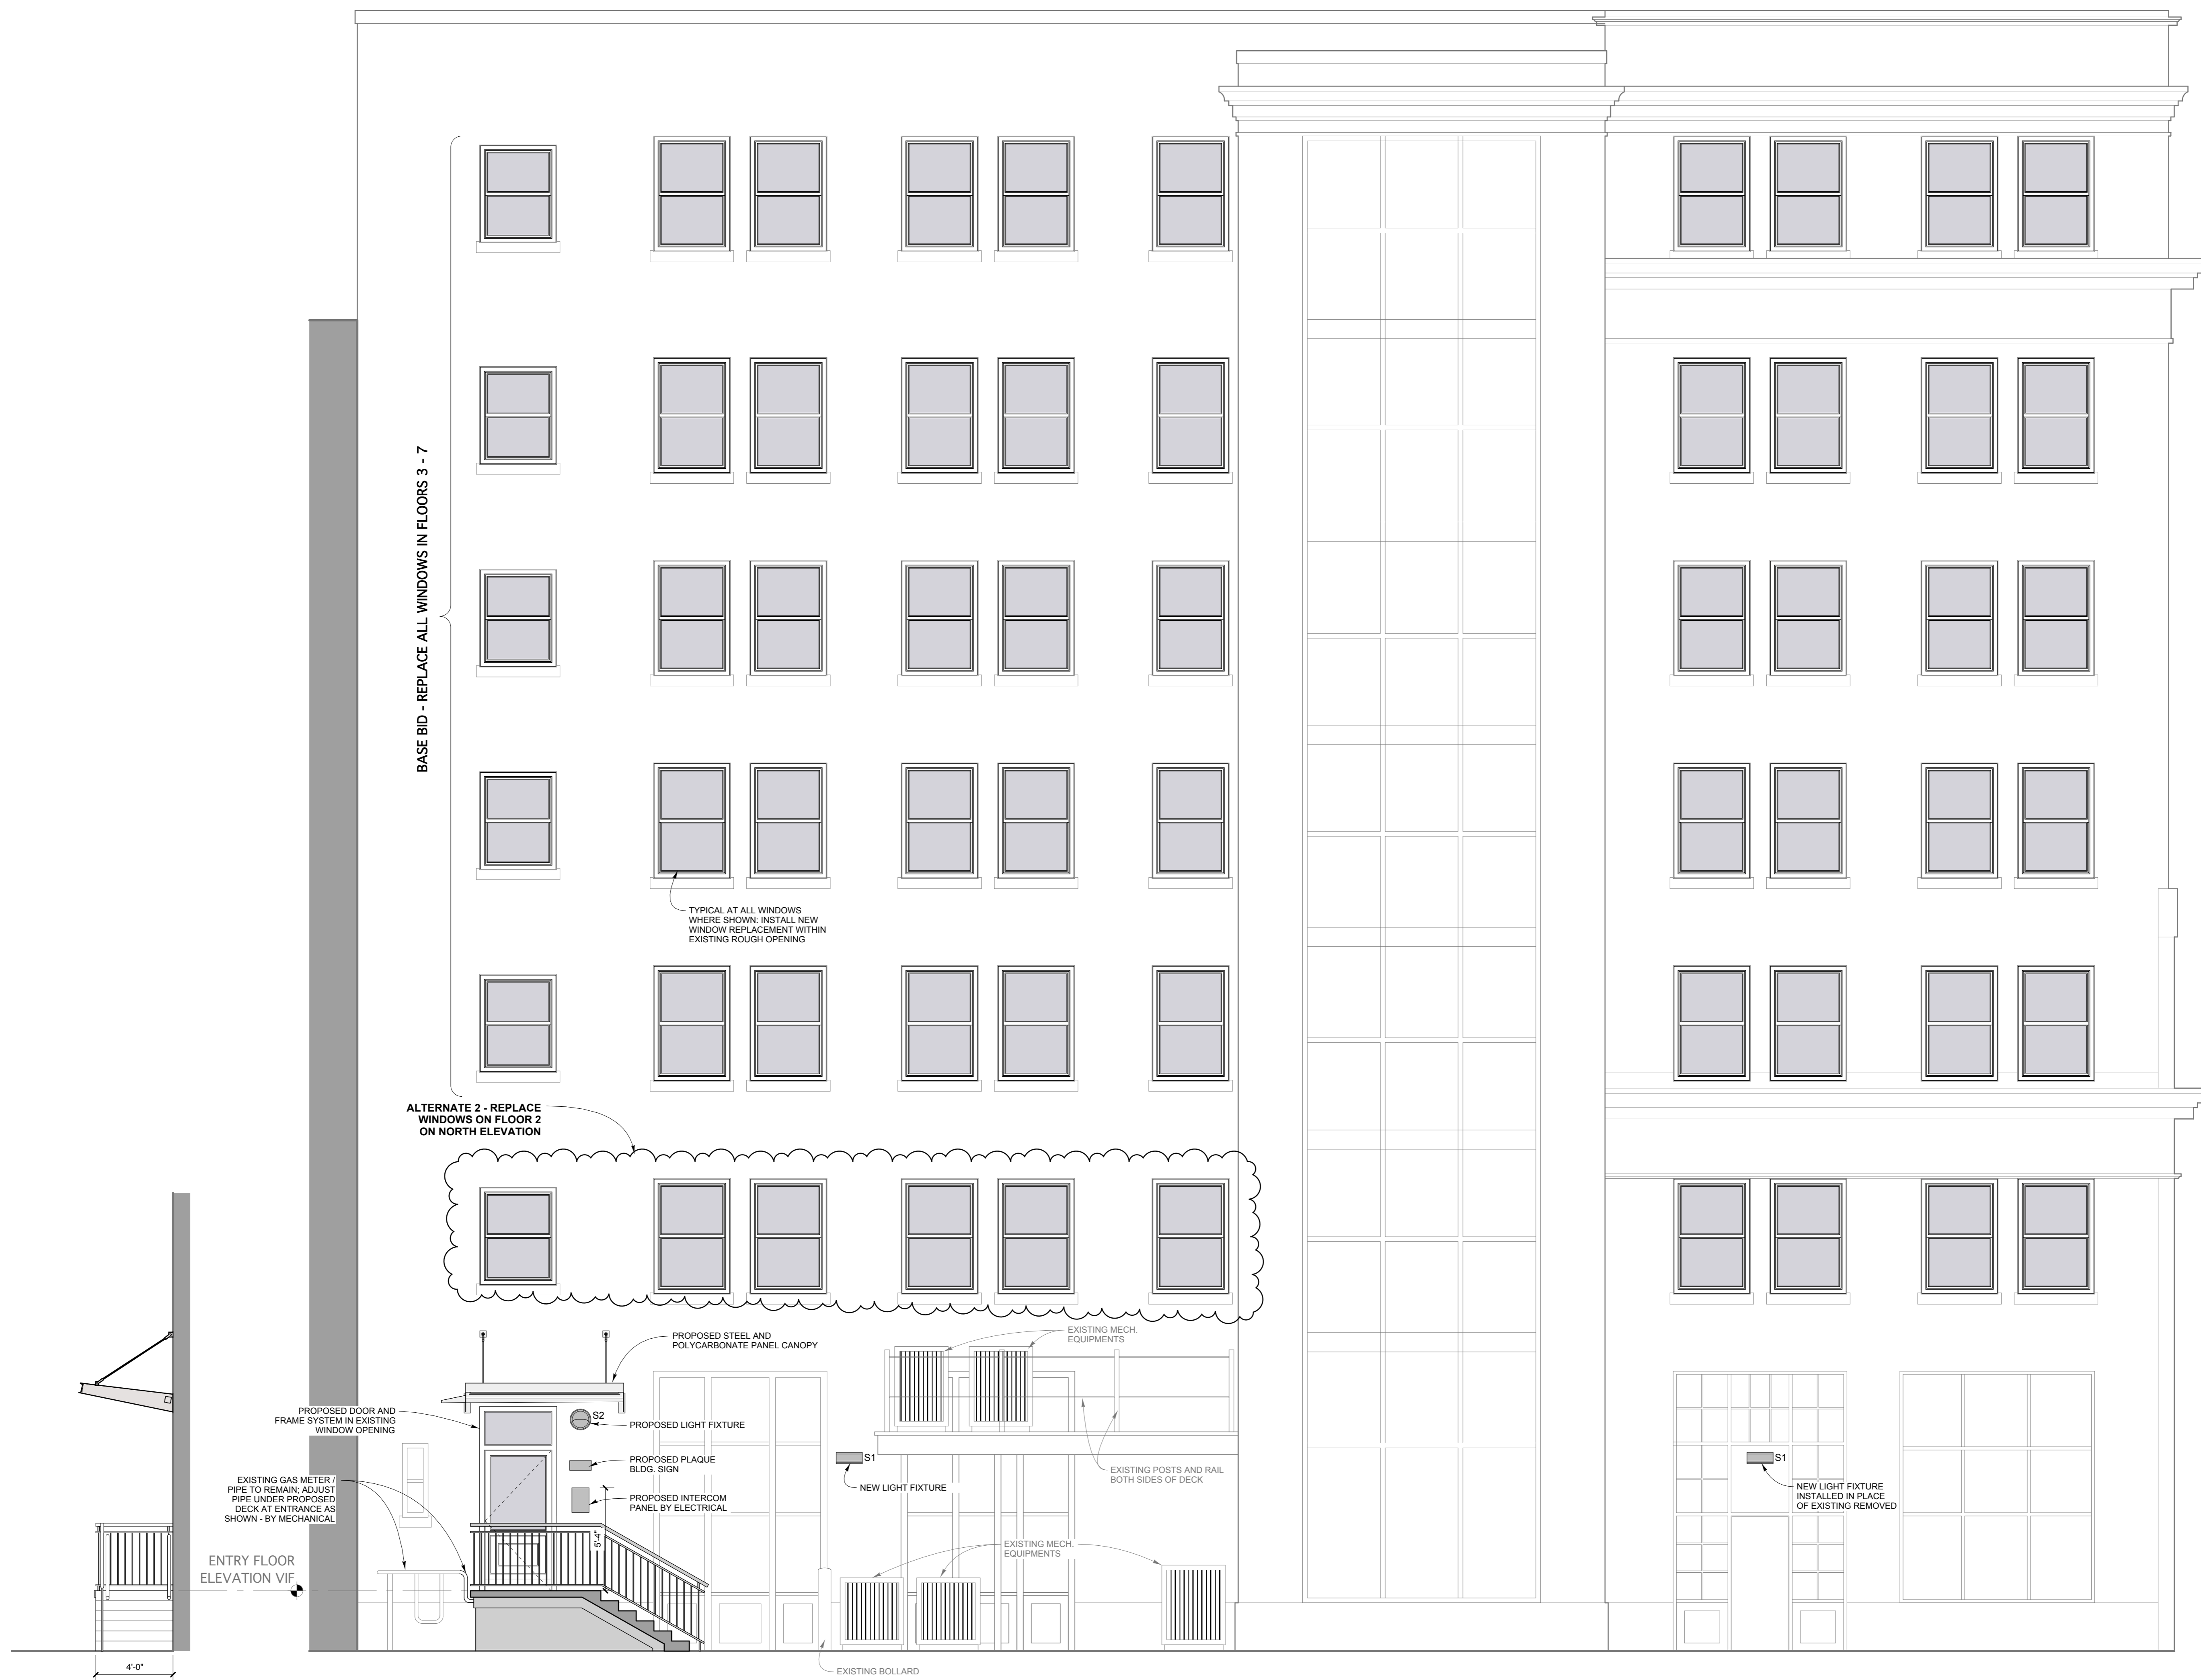 BASE BID - REPLACE ALL WINDOWS IN FLOORS 3 - 7
TYPICAL AT ALL WINDOWS
WHERE SHOWN: INSTALL NEW
WINDOW REPLACEMENT WITHIN
EXISTING ROUGH OPENING
ALTERNATE 2 - REPLACE
WINDOWS ON FLOOR 2
ON NORTH ELEVATION
PROPOSED STEEL AND
POLYCARBONATE PANEL CANOPY
EXISTING MECH.
EQUIPMENTS
PROPOSED DOOR AND
FRAME SYSTEM IN EXISTING
WINDOW OPENING
S2
PROPOSED LIGHT FIXTURE
PROPOSED PLAQUE
BLDG. SIGN
PROPOSED INTERCOM
PANEL BY ELECTRICAL
5'-4"
S1
NEW LIGHT FIXTURE
EXISTING POSTS AND RAIL
BOTH SIDES OF DECK
S1
NEW LIGHT FIXTURE
INSTALLED IN PLACE
OF EXISTING REMOVED
EXISTING GAS METER /
PIPE TO REMAIN; ADJUST
PIPE UNDER PROPOSED
DECK AT ENTRANCE AS
SHOWN - BY MECHANICAL
EXISTING MECH.
EQUIPMENTS
ENTRY FLOOR
ELEVATION VIF
EXISTING BOLLARD
4'-0"